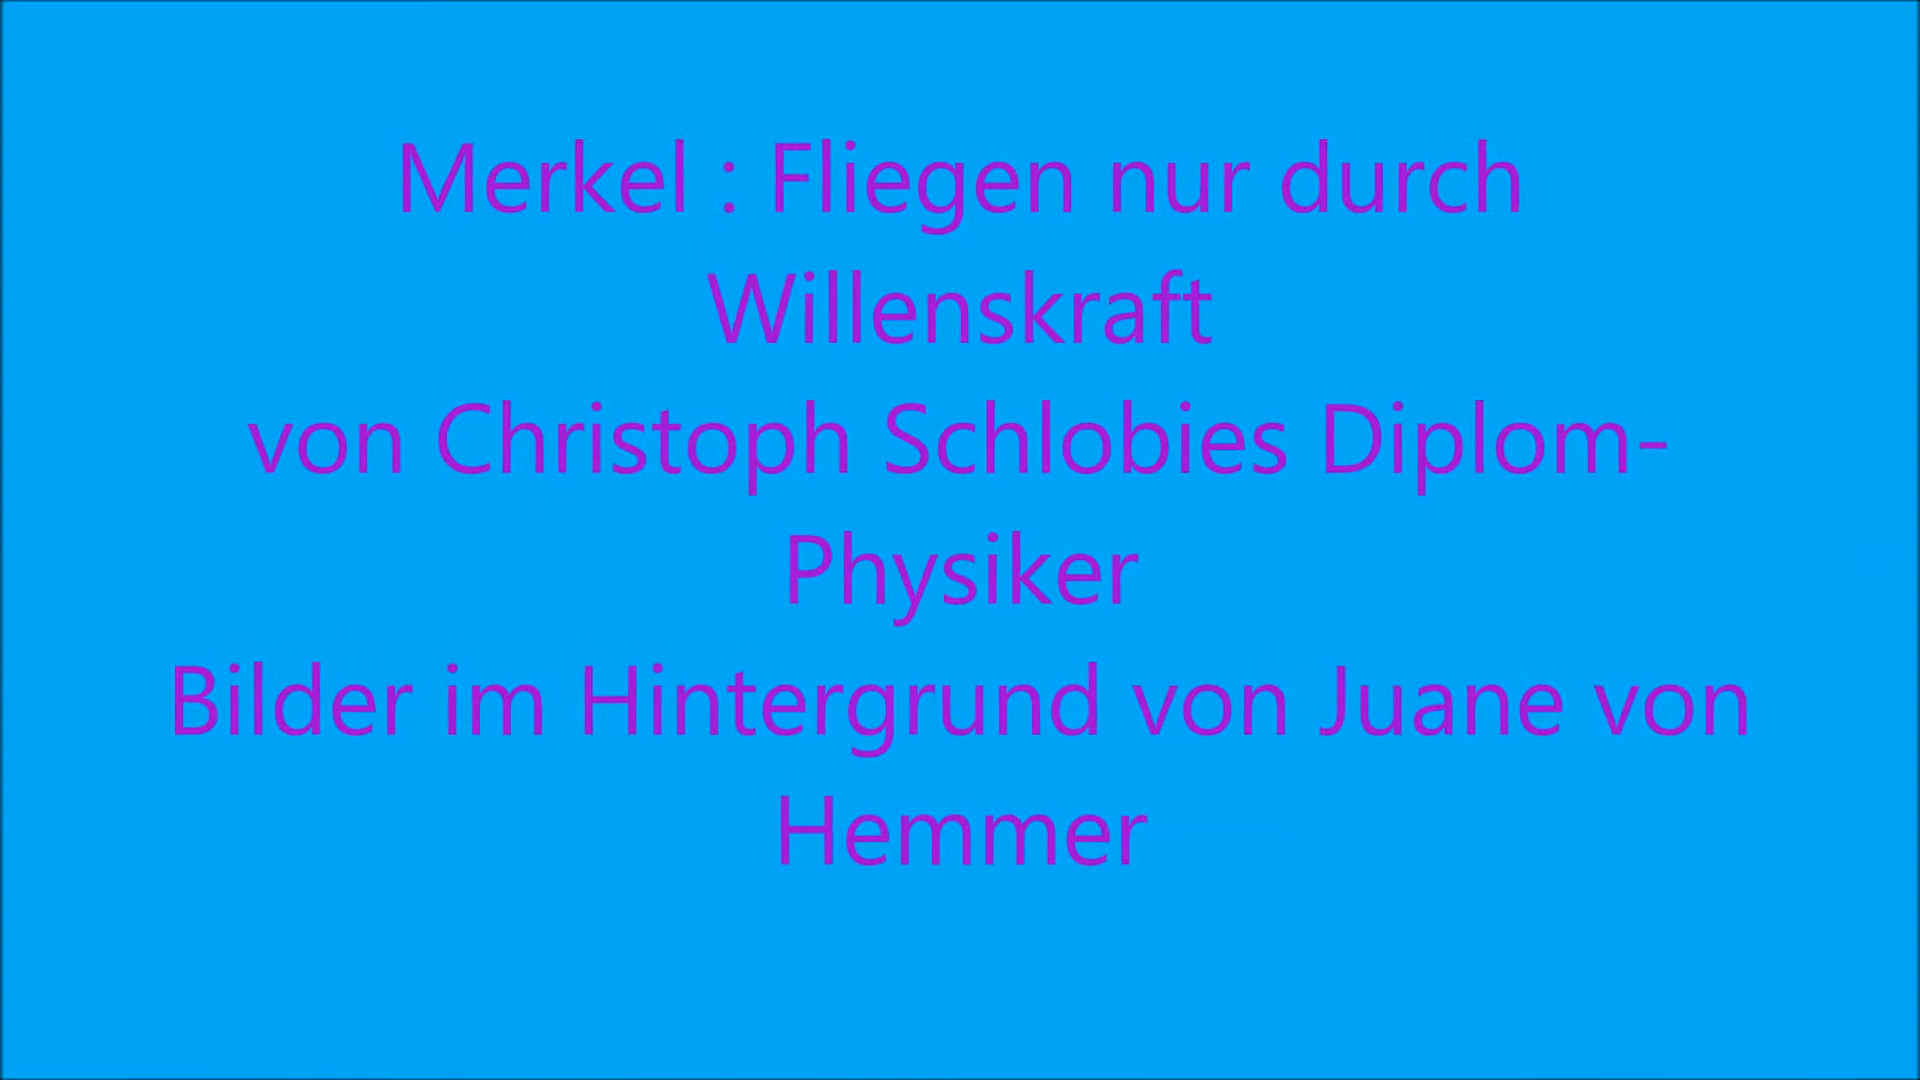 Merkel : Fliegen nur durch
Willenskraft
von Christoph Schlobies Diplom-
Physiker
Bilder im Hintergrund von Juane von
Hemmer